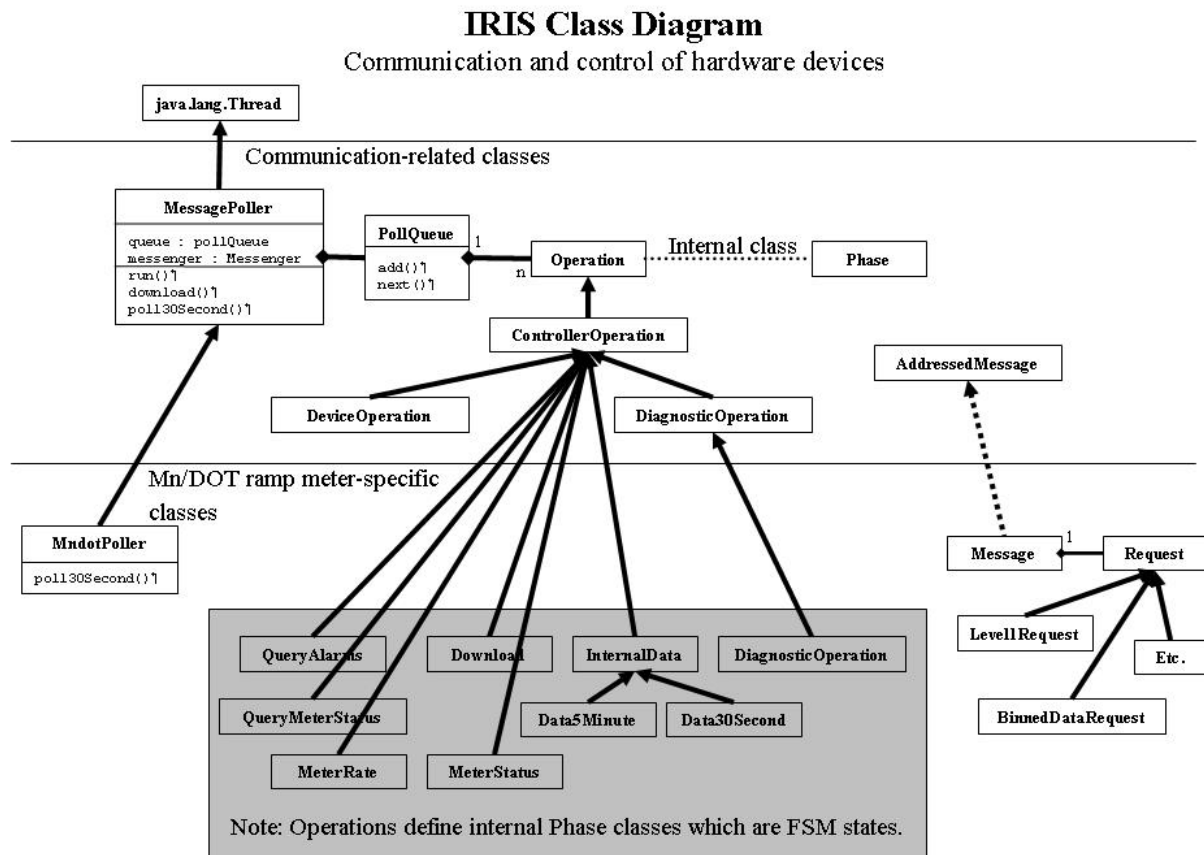 IRIS Class Diagram
Communication and control of hardware devices
java.lang.Thread
Communication-related classes
MessagePoller
queue : pollQueue
messenger : Messenger
run()¶
download()¶
poll30Second()¶
PollQueue
add()¶
next()¶
1
n
Operation
Internal class
Phase
ControllerOperation
AddressedMessage
DeviceOperation
DiagnosticOperation
Mn/DOT ramp meter-specific
classes
MndotPoller
poll30Second()¶
Message
1
Request
Level1Request
Etc.
BinnedDataRequest
QueryAlarms
Download
InternalData
DiagnosticOperation
QueryMeterStatus
Data5Minute
Data30Second
MeterRate
MeterStatus
Note: Operations define internal Phase classes which are FSM states.